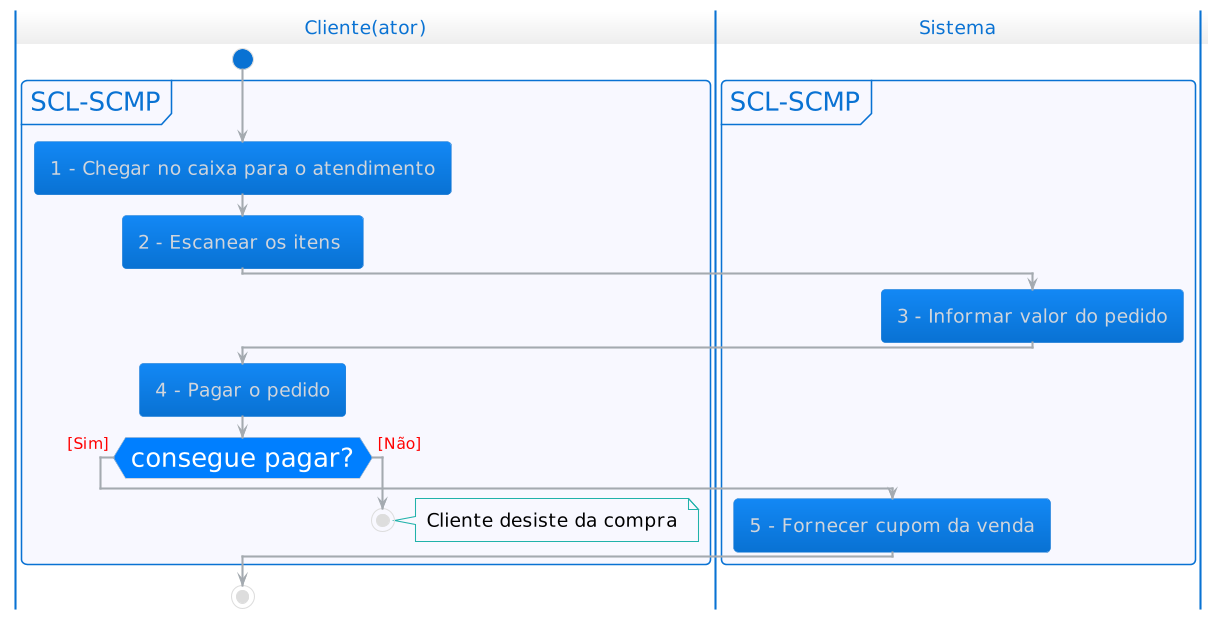 Cliente(ator)
Sistema
SCL-SCMP
SCL-SCMP
1 - Chegar no caixa para o atendimento
2 - Escanear os itens
3 - Informar valor do pedido
4 - Pagar o pedido
[Sim]
consegue pagar?
[Não]
Cliente desiste da compra
5 - Fornecer cupom da venda